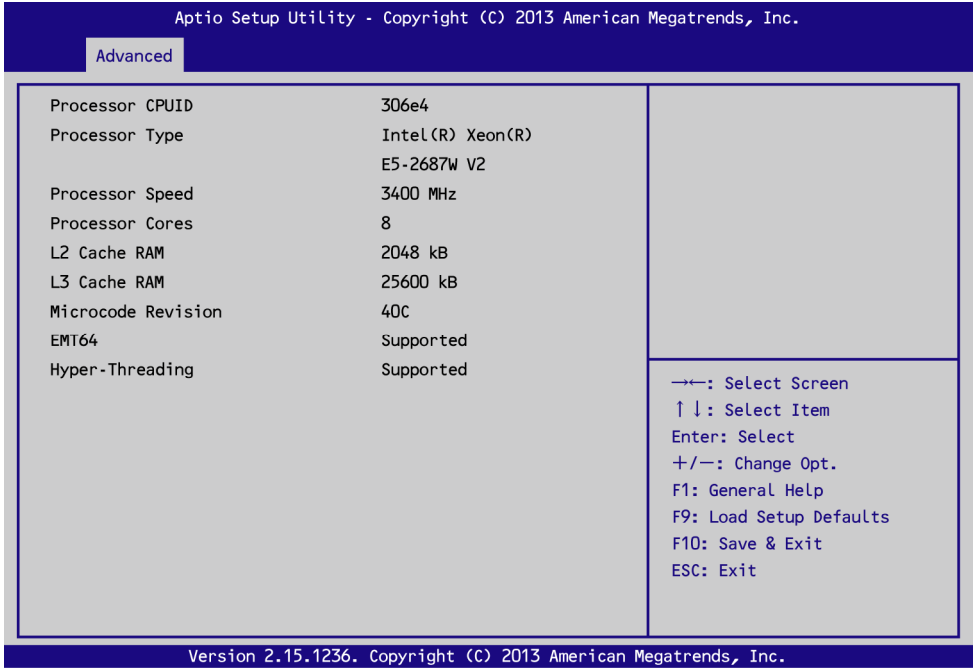 Aptio Setup Utility - Copyright (C) 2013 American Megatrends, Inc.
Advanced
Processor CPUID 306e4
Processor Type Intel(R) Xeon(R)
E5-2687W V2
Processor Speed 3400 MHz
Processor Cores 8
L2 Cache RAM 2048 kB
L3 Cache RAM 25600 kB
Microcode Revision 40C
EMT64 Supported
Hyper-Threading Supported
→←: Select Screen
↑↓: Select Item
Enter: Select
+/-: Change Opt.
F1: General Help
F9: Load Setup Defaults
F10: Save & Exit
ESC: Exit
Version 2.15.1236. Copyright (C) 2013 American Megatrends, Inc.